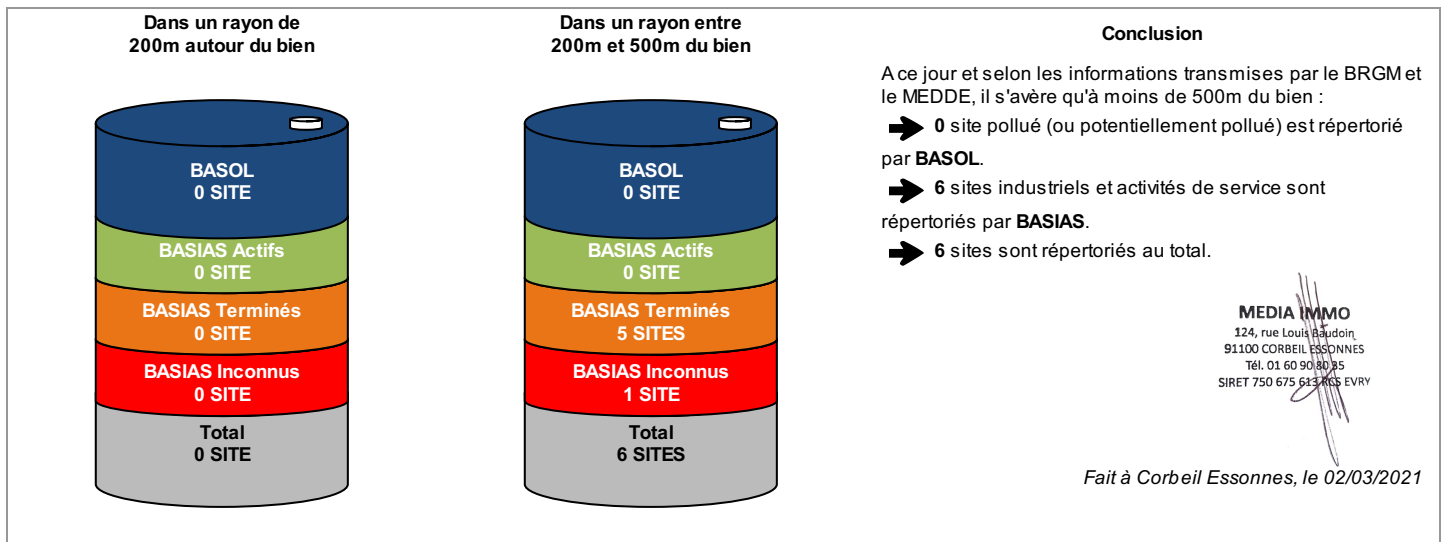 Dans un rayon de
200m autour du bien
BASOL
0 SITE
BASIAS Actifs
0 SITE
BASIAS Terminés
0 SITE
BASIAS Inconnus
0 SITE
Total
0 SITE
Dans un rayon entre
200m et 500m du bien
BASOL
0 SITE
BASIAS Actifs
0 SITE
BASIAS Terminés
5 SITES
BASIAS Inconnus
1 SITE
Total
6 SITES
Conclusion
A ce jour et selon les informations transmises par le BRGM et
le MEDDE, il s'avère qu'à moins de 500m du bien :
0 site pollué (ou potentiellement pollué) est répertorié
par BASOL.
6 sites industriels et activités de service sont
répertoriés par BASIAS.
6 sites sont répertoriés au total.
MEDIA IMMO
124, rue Louis Baudoin
91100 CORBEIL ESSONNES
Tél. 01 60 90 80 85
SIRET 750 675 613 RCS EVRY
Fait à Corbeil Essonnes, le 02/03/2021